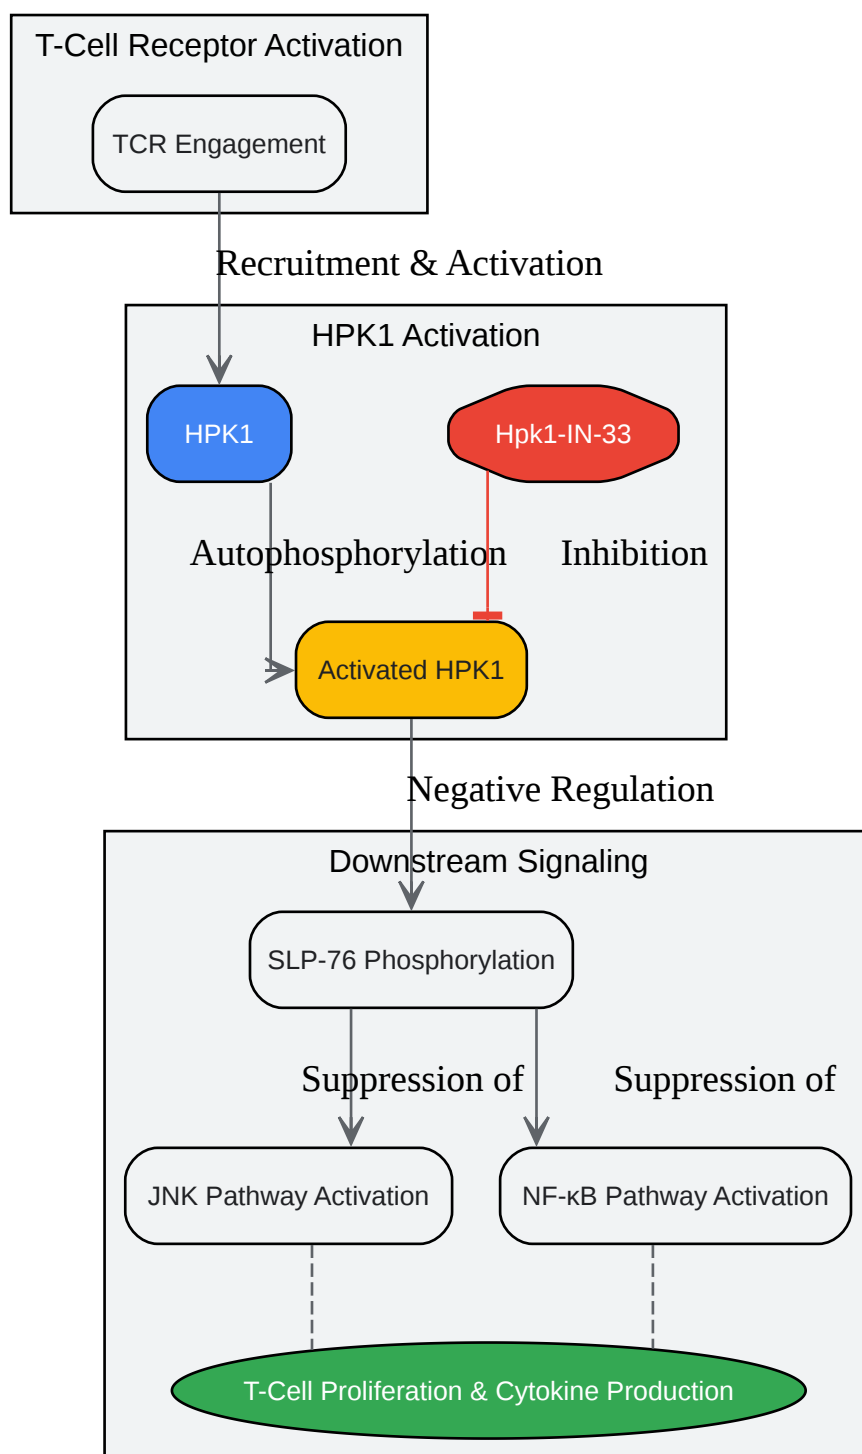 T-Cell Receptor Activation
TCR Engagement
Recruitment & Activation
HPK1 Activation
HPK1
Hpk1-IN-33
Autophosphorylation
Inhibition
Activated HPK1
Negative Regulation
Downstream Signaling
SLP-76 Phosphorylation
Suppression of
Suppression of
JNK Pathway Activation
NF-κB Pathway Activation
T-Cell Proliferation & Cytokine Production